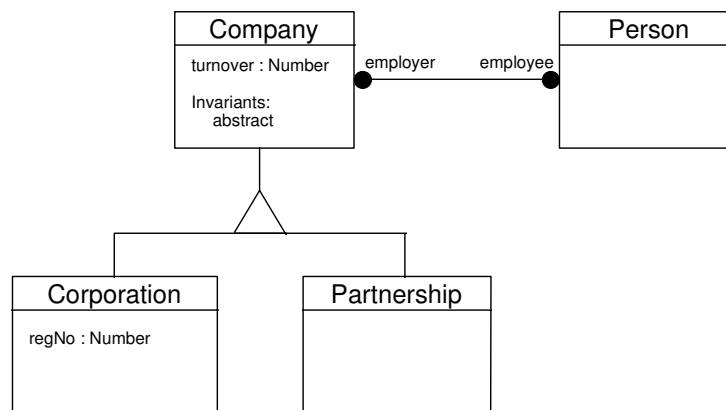 Company
turnover : Number
Invariants:
abstract
employer
employee
Person
Corporation
regNo : Number
Partnership